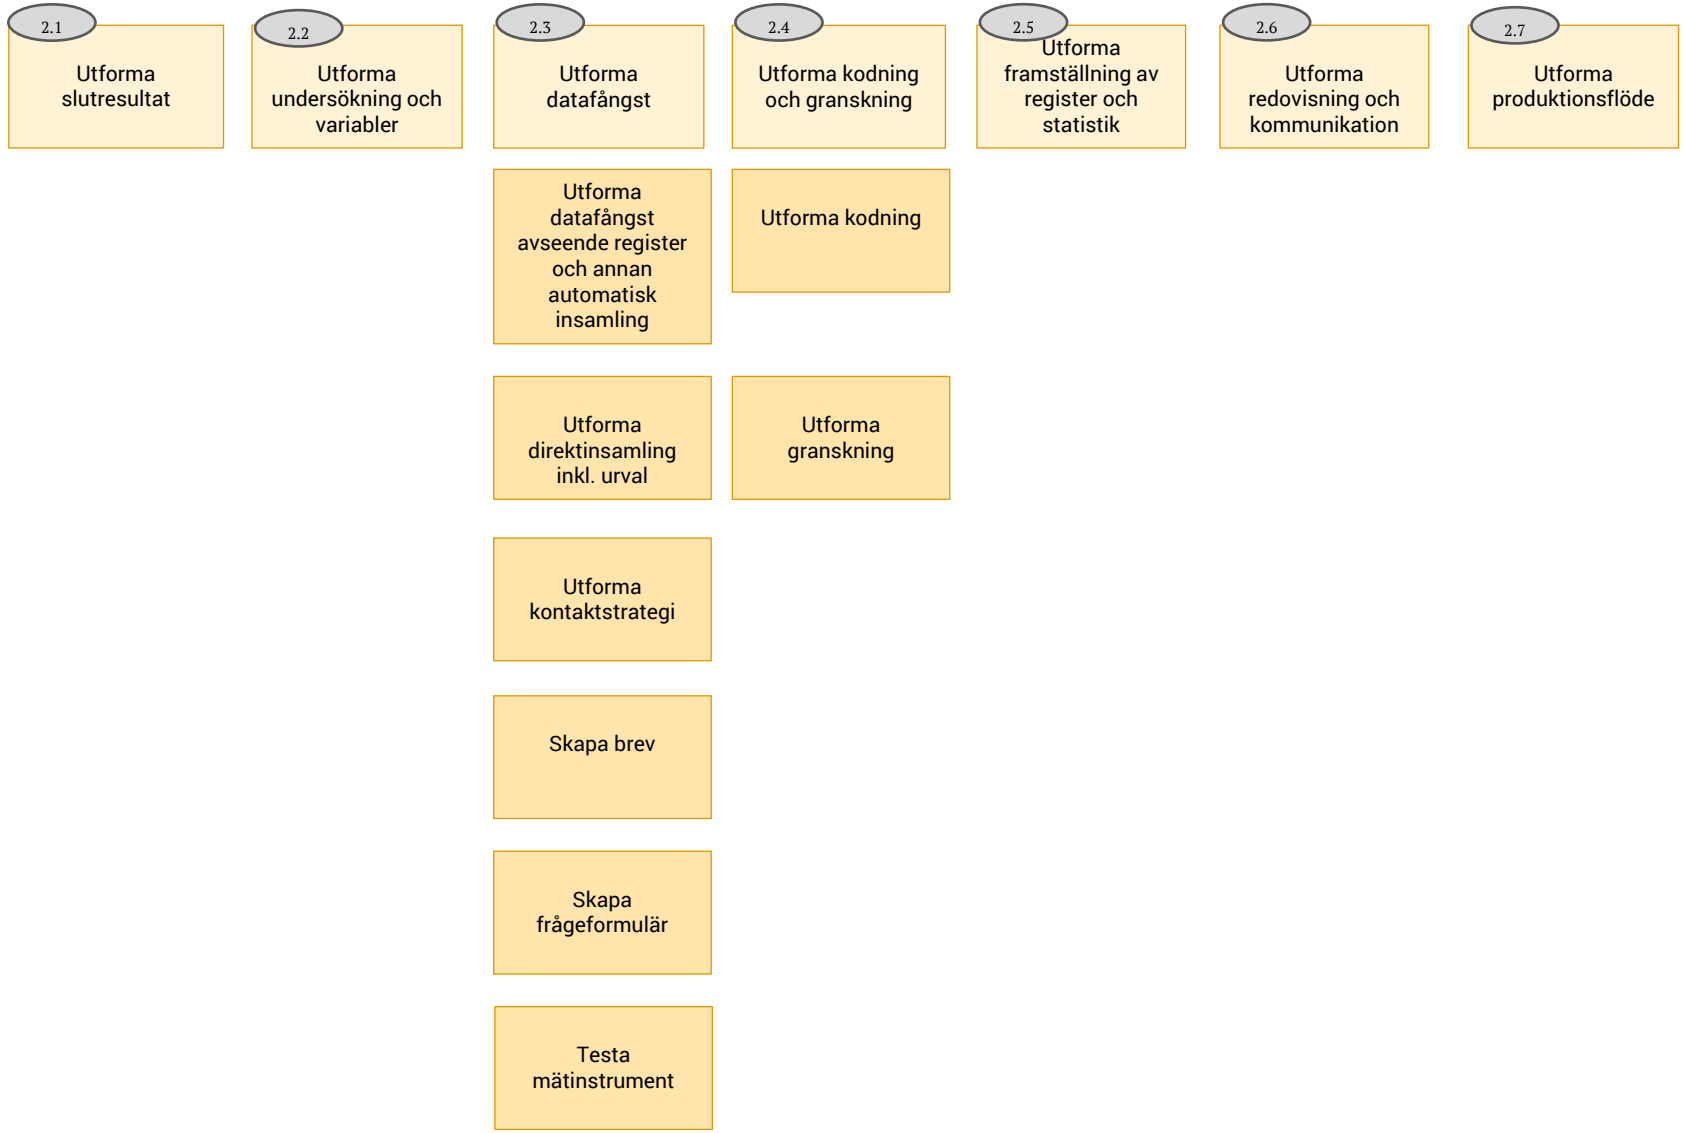 2.1
Utforma
slutresultat
2.2
Utforma
undersökning och
variabler
2.3
Utforma
datafångst
2.4
Utforma kodning
och granskning
2.5
Utforma
framställning av
register och
statistik
2.6
Utforma
redovisning och
kommunikation
2.7
Utforma
produktionsflöde
Utforma
datafångst
avseende register
och annan
automatisk
insamling
Utforma kodning
Utforma
direktinsamling
inkl. urval
Utforma
granskning
Utforma
kontaktstrategi
Skapa brev
Skapa
frågeformulär
Testa
mätinstrument